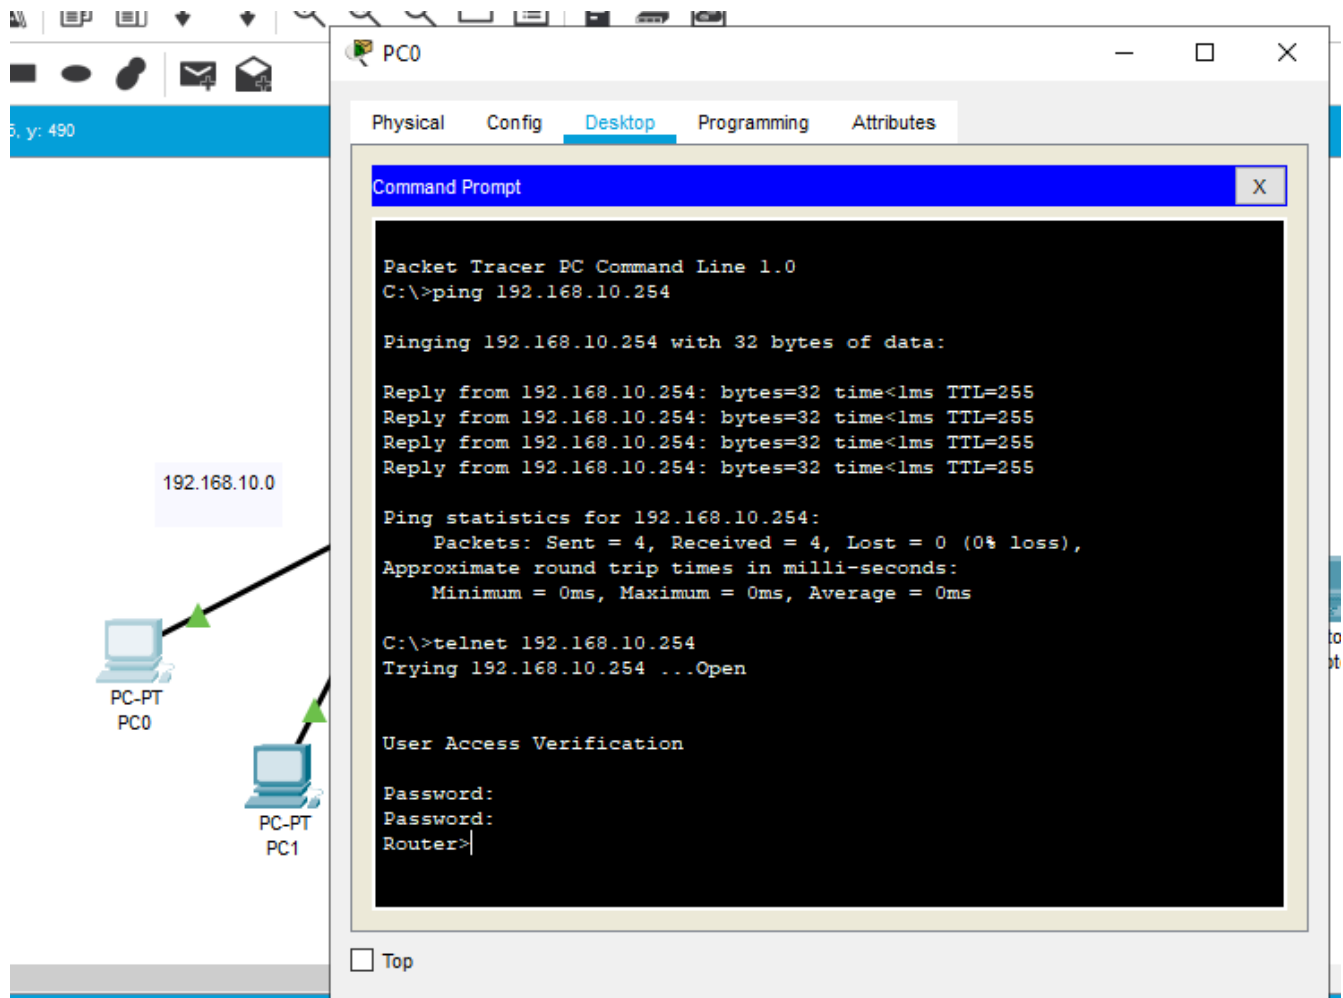 PC0
Physical Config Desktop Programming Attributes
, y: 490
Command Prompt
X
Packet Tracer PC Command Line 1.0
C:\>ping 192.168.10.254
Pinging 192.168.10.254 with 32 bytes of data:
Reply from 192.168.10.254: bytes=32 time<1ms TTL=255
Reply from 192.168.10.254: bytes=32 time<1ms TTL=255
Reply from 192.168.10.254: bytes=32 time<1ms TTL=255
Reply from 192.168.10.254: bytes=32 time<1ms TTL=255
Ping statistics for 192.168.10.254:
Packets: Sent = 4, Received = 4, Lost = 0 (0% loss),
Approximate round trip times in milli-seconds:
Minimum = 0ms, Maximum = 0ms, Average = 0ms
C:\>telnet 192.168.10.254
Trying 192.168.10.254 ...Open
User Access Verification
Password:
Password:
Router>
Top
192.168.10.0
PC-PT
PC0
PC-PT
PC1